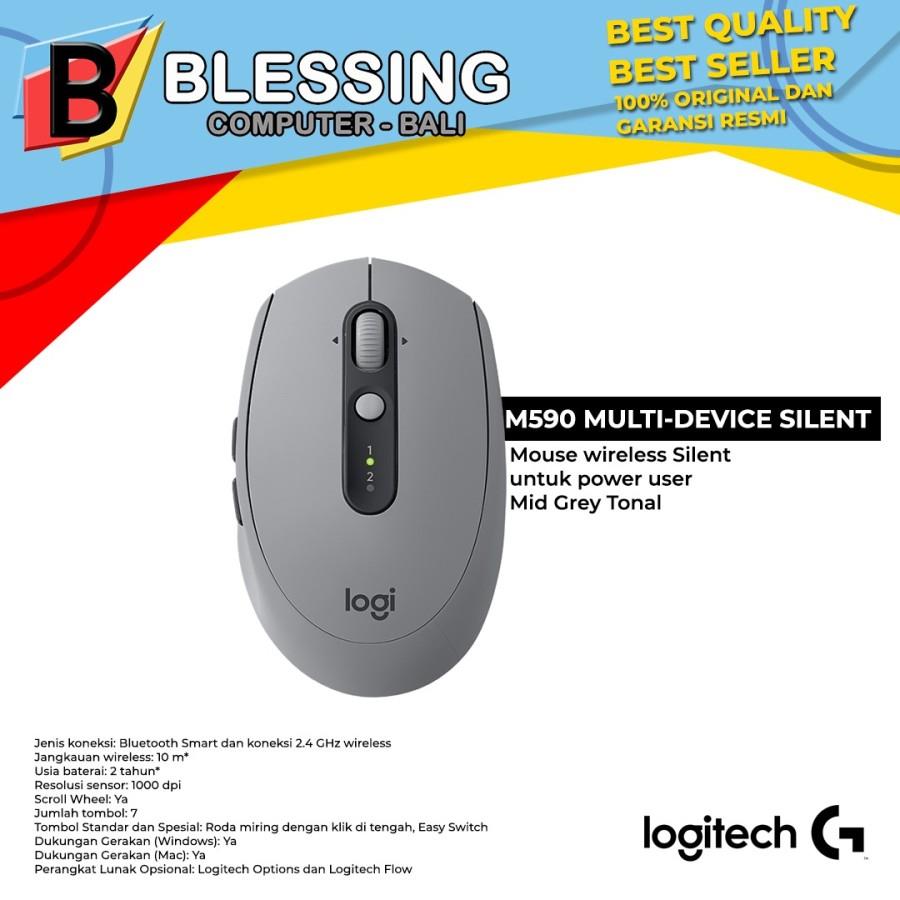 B
BLESSING
COMPUTER - BALI
BEST QUALITY
BEST SELLER
100% ORIGINAL DAN
GARANSI RESMI
1
2
logi
M590 MULTI-DEVICE SILENT
Mouse wireless Silent
untuk power user
Mid Grey Tonal
Jenis koneksi: Bluetooth Smart dan koneksi 2.4 GHz wireless
Jangkauan wireless: 10 m*
Usia baterai: 2 tahun*
Resolusi sensor: 1000 dpi
Scroll Wheel: Ya
Jumlah tombol: 7
Tombol Standar dan Spesial: Roda miring dengan klik di tengah, Easy Switch
Dukungan Gerakan (Windows): Ya
Dukungan Gerakan (Mac): Ya
Perangkat Lunak Opsional: Logitech Options dan Logitech Flow
logitech G